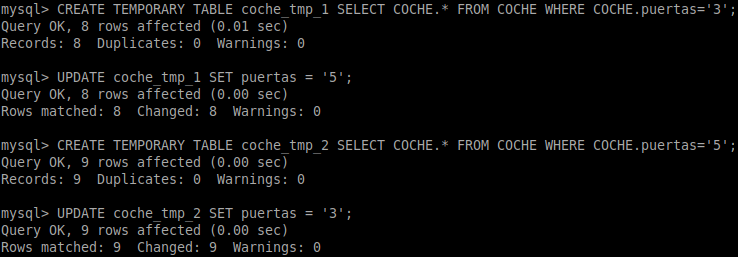 mysql> CREATE TEMPORARY TABLE coche_tmp_1 SELECT COCHE.* FROM COCHE WHERE COCHE.puertas='3';
Query OK, 8 rows affected (0.01 sec)
Records: 8  Duplicates: 0  Warnings: 0

mysql> UPDATE coche_tmp_1 SET puertas = '5';
Query OK, 8 rows affected (0.00 sec)
Rows matched: 8  Changed: 8  Warnings: 0

mysql> CREATE TEMPORARY TABLE coche_tmp_2 SELECT COCHE.* FROM COCHE WHERE COCHE.puertas='5';
Query OK, 9 rows affected (0.00 sec)
Records: 9  Duplicates: 0  Warnings: 0

mysql> UPDATE coche_tmp_2 SET puertas = '3';
Query OK, 9 rows affected (0.00 sec)
Rows matched: 9  Changed: 9  Warnings: 0